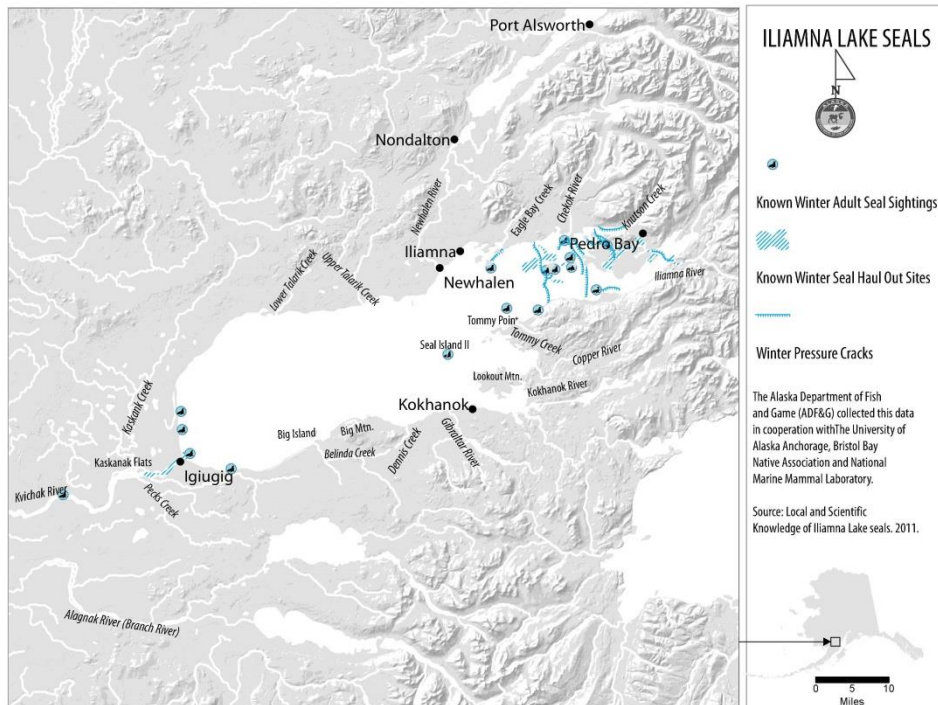 Port Alsworth
Nondalton
Newhalen River
Eagle Bay Creek
Chekok River
Knutson Creek
Pedro Bay
Iliamna
Newhalen
Iliamna River
Lower Talarik Creek
Upper Talarik Creek
Tommy Poin
Tommy Creek
Copper River
Seal Island II
Lookout Mtn.
Kokhanok River
Kokhanok
Kaskank Creek
Big Island
Big Mtn.
Belinda Creek
Dennis Creek
Gibraltar River
Kaskanak Flats
Igiugig
Kvichak River
Pecks Creek
Alagnak River (Branch River)
ILIAMNA LAKE SEALS
N
Known Winter Adult Seal Sightings
Known Winter Seal Haul Out Sites
Winter Pressure Cracks
The Alaska Department of Fish
and Game (ADF&G) collected this data
in cooperation withThe University of
Alaska Anchorage, Bristol Bay
Native Association and National
Marine Mammal Laboratory.
Source: Local and Scientific
Knowledge of Iliamna Lake seals. 2011.
0 5 10
Miles